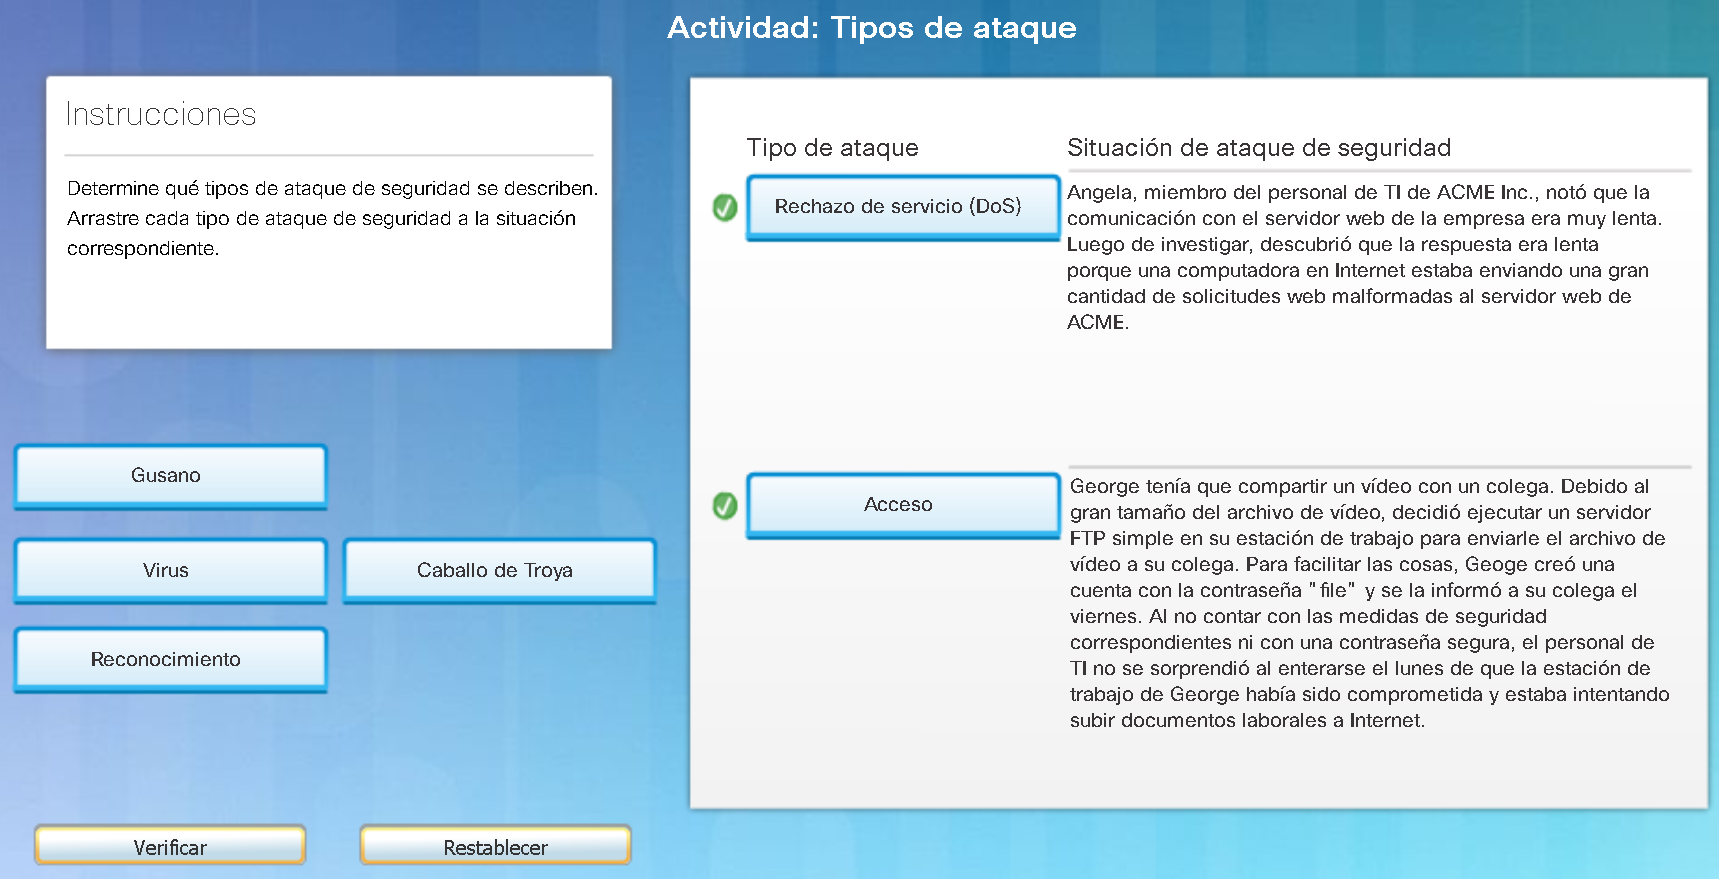 Actividad: Tipos de ataque
Instrucciones
Determine qué tipos de ataque de seguridad se describen.
Arrastre cada tipo de ataque de seguridad a la situación
correspondiente.
Gusano
Virus
Caballo de Troya
Reconocimiento
Verificar
Restablecer
Tipo de ataque
Situación de ataque de seguridad
Rechazo de servicio (DoS)
Angela, miembro del personal de TI de ACME Inc., notó que la
comunicación con el servidor web de la empresa era muy lenta.
Luego de investigar, descubrió que la respuesta era lenta
porque una computadora en Internet estaba enviando una gran
cantidad de solicitudes web malformadas al servidor web de
ACME.
Acceso
George tenía que compartir un vídeo con un colega. Debido al
gran tamaño del archivo de vídeo, decidió ejecutar un servidor
FTP simple en su estación de trabajo para enviarle el archivo de
vídeo a su colega. Para facilitar las cosas, Geoge creó una
cuenta con la contraseña "file" y se la informó a su colega el
viernes. Al no contar con las medidas de seguridad
correspondientes ni con una contraseña segura, el personal de
TI no se sorprendió al enterarse el lunes de que la estación de
trabajo de George había sido comprometida y estaba intentando
subir documentos laborales a Internet.